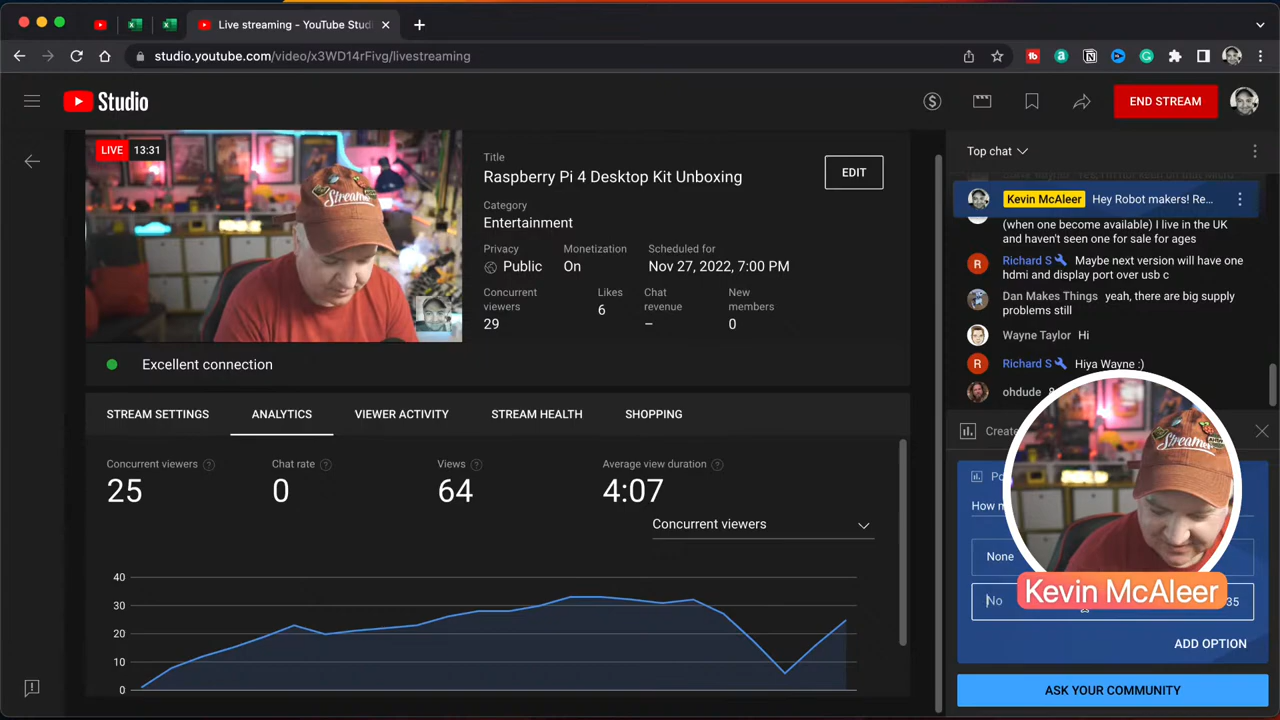 Live streaming - YouTube Studi
studio.youtube.com/video/x3WD14rFivg/livestreaming
Studio
END STREAM
LIVE 13:31
Title
Raspberry Pi 4 Desktop Kit Unboxing
EDIT
Category
Entertainment
Privacy Monetization Scheduled for
Public On Nov 27, 2022, 7:00 PM
Concurrent viewers Likes Chat revenue New members
29 6 – 0
Excellent connection
STREAM SETTINGS ANALYTICS VIEWER ACTIVITY STREAM HEALTH SHOPPING
Concurrent viewers Chat rate Views Average view duration
25 0 64 4:07
Concurrent viewers
40
30
20
10
0
Top chat
Kevin McAleer Hey Robot makers! Re...
(when one become available) I live in the UK
and haven't seen one for sale for ages
Richard S Maybe next version will have one
hdmi and display port over usb c
Dan Makes Things yeah, there are big supply
problems still
Wayne Taylor Hi
Richard S Hiya Wayne :)
ohdude
Create
How m
None
No
Kevin McAleer
35
ADD OPTION
ASK YOUR COMMUNITY